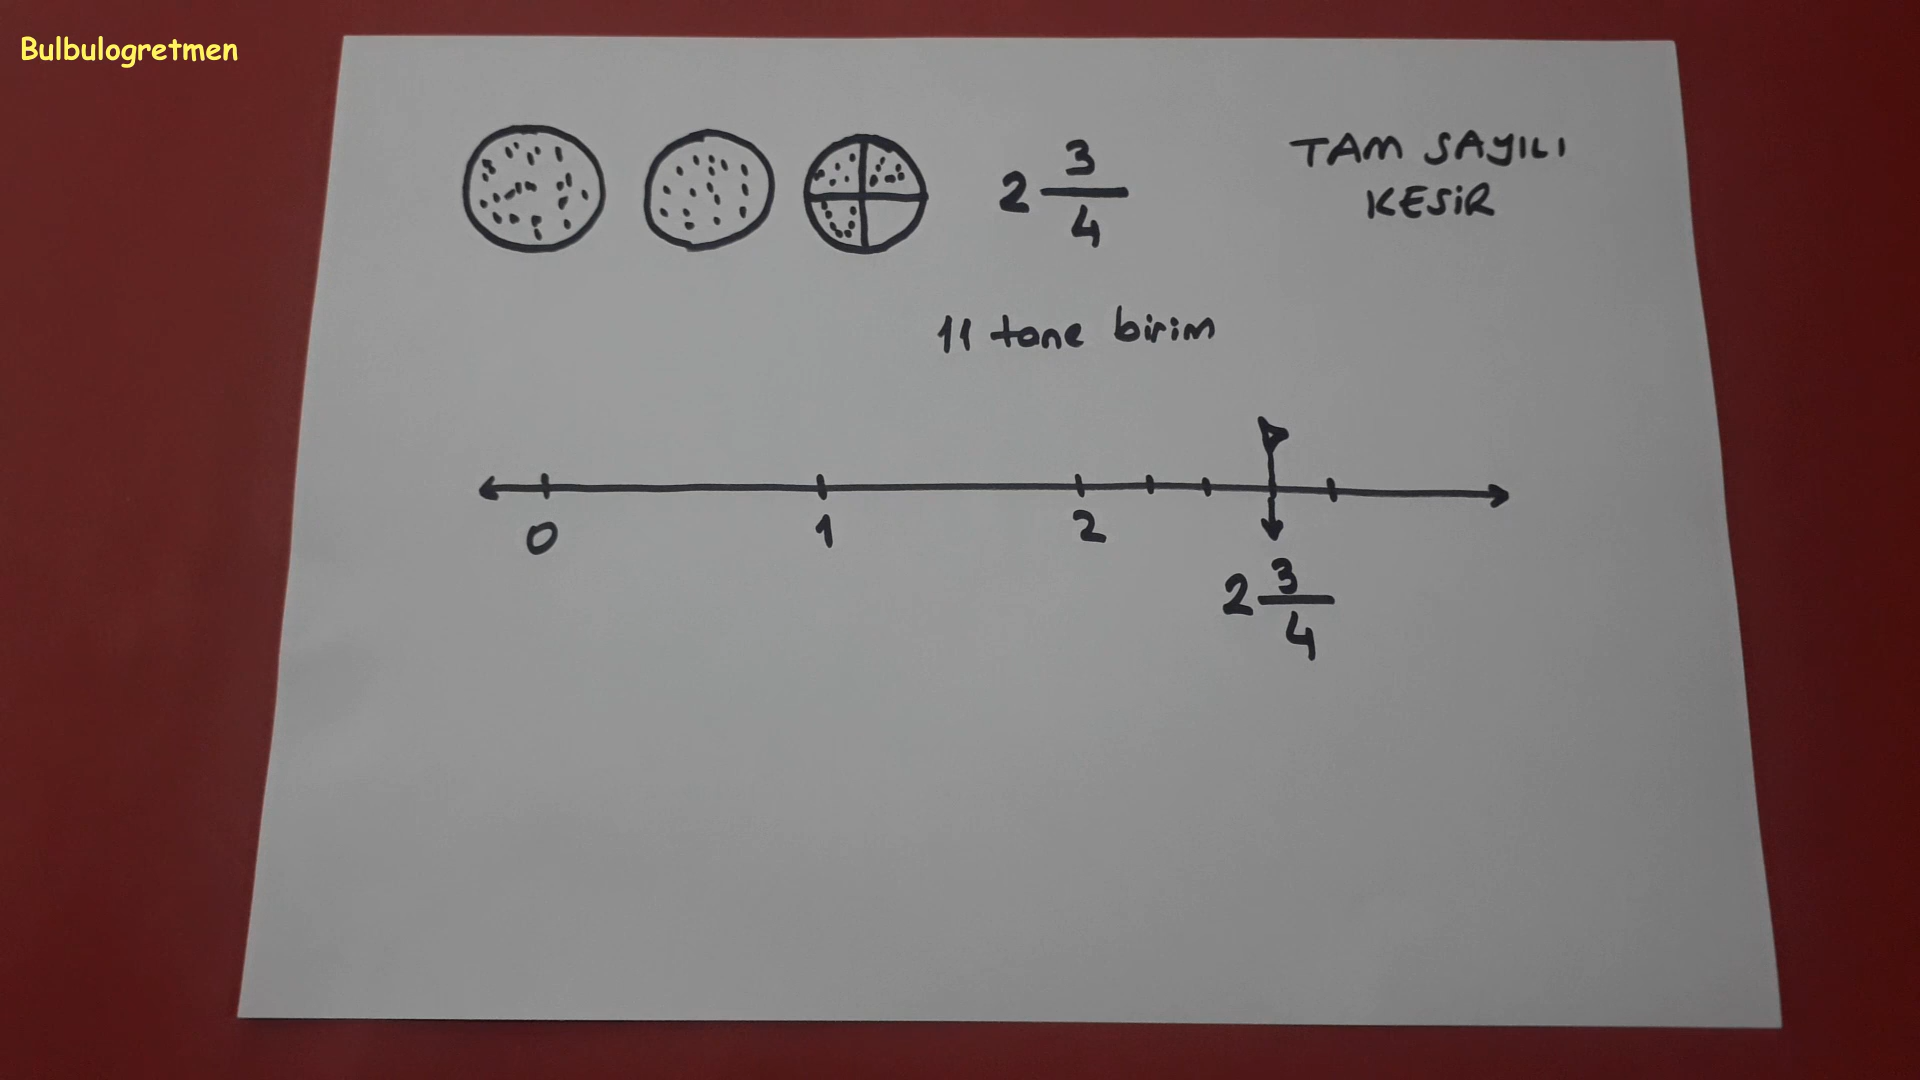 Bulbulogretmen
2 3/4
TAM SAYILI
KESİR
11 tane birim
0 1 2
2 3/4